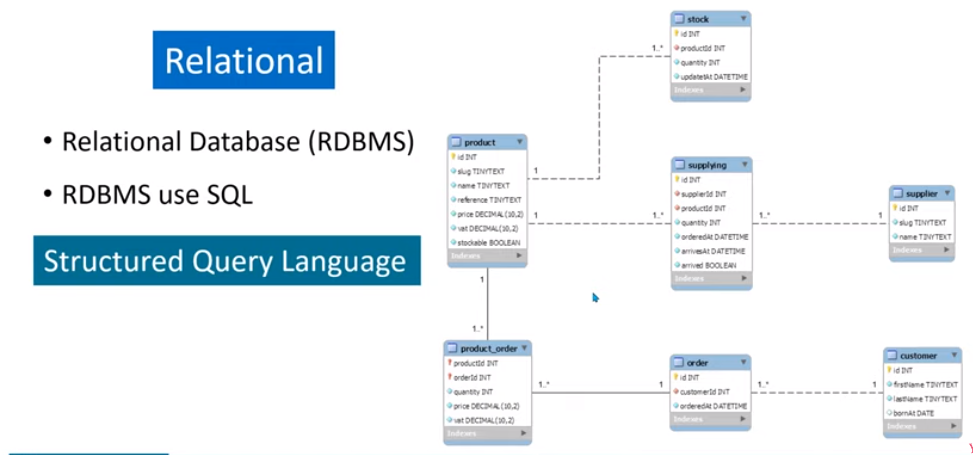 Relational
• Relational Database (RDBMS)
• RDBMS use SQL
Structured Query Language
stock
id INT
productId INT
quantity INT
updatetAt DATETIME
Indexes
product
id INT
slug TINYTEXT
name TINYTEXT
reference TINYTEXT
price DECIMAL(10,2)
vat DECIMAL(10,2)
stockable BOOLEAN
Indexes
supplying
id INT
supplierId INT
productId INT
quantity INT
orderedAt DATETIME
arrivesAt DATETIME
arrived BOOLEAN
Indexes
supplier
id INT
slug TINYTEXT
name TINYTEXT
Indexes
product_order
productId INT
orderId INT
quantity INT
price DECIMAL(10,2)
vat DECIMAL(10,2)
Indexes
order
id INT
customerId INT
orderedAt DATETIME
Indexes
customer
id INT
firstName TINYTEXT
lastName TINYTEXT
bornAt DATE
Indexes
1
1..*
1
1..*
1..*
1
1
1..*
1..*
1
1..*
1